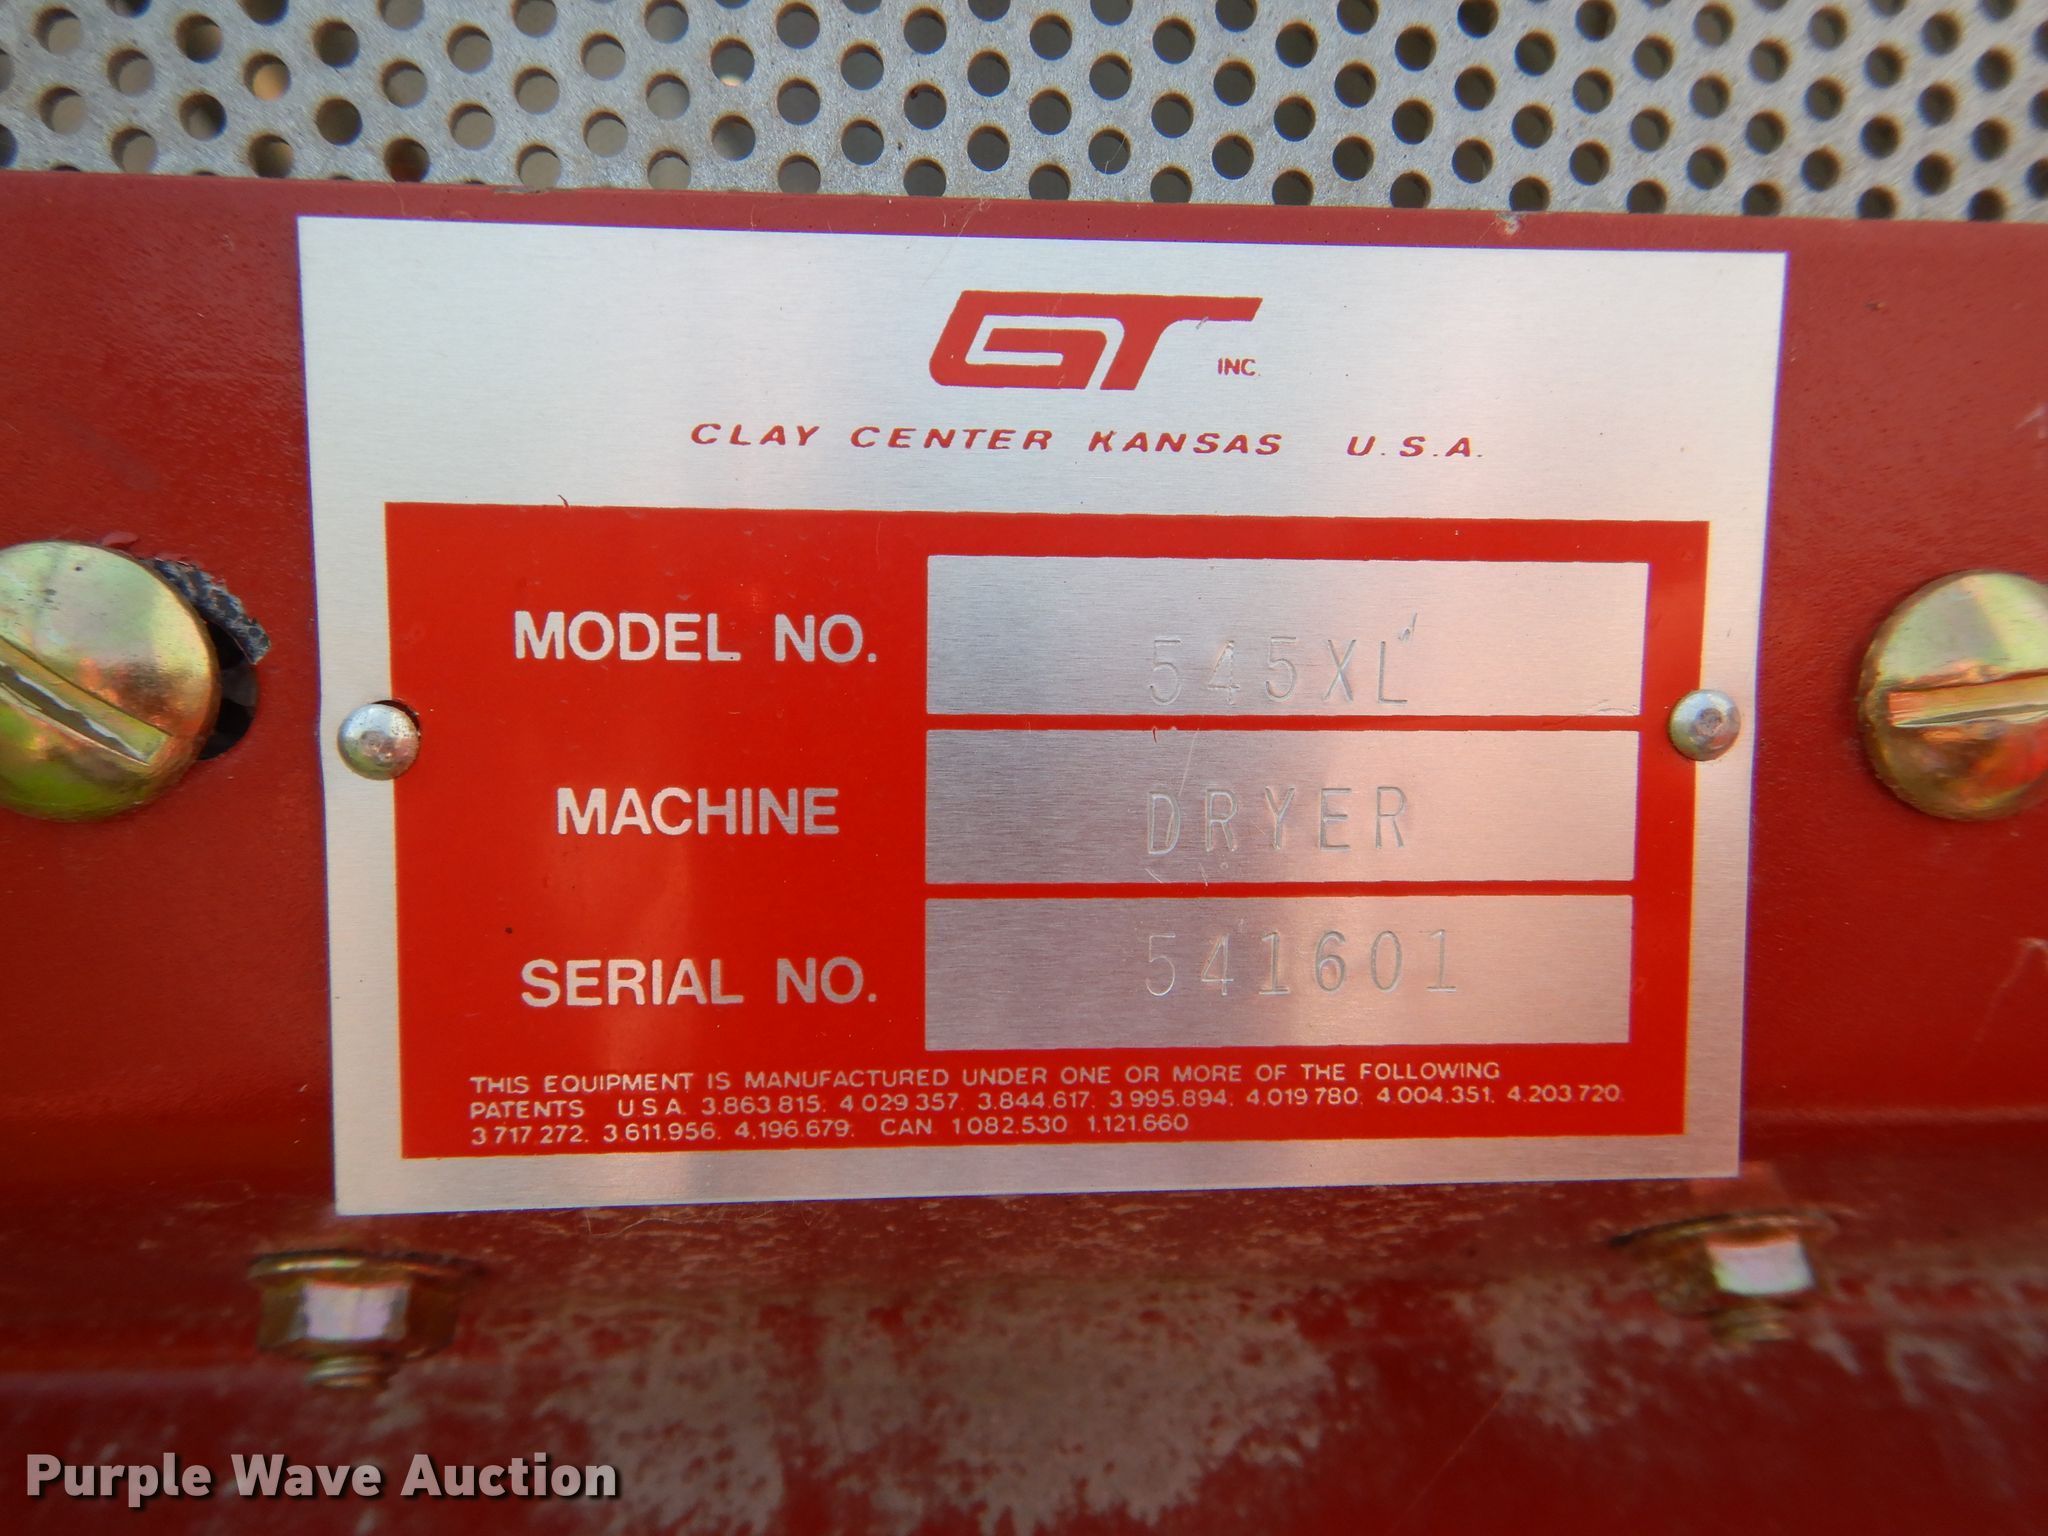 GT INC.
CLAY CENTER KANSAS U.S.A.
MODEL NO. 545XL
MACHINE DRYER
SERIAL NO. 541601
THIS EQUIPMENT IS MANUFACTURED UNDER ONE OR MORE OF THE FOLLOWING
PATENTS U.S.A. 3.863.815. 4.029.357. 3.844.617. 3.995.894. 4.019.780. 4.004.351. 4.203.720.
3.717.272. 3.611.956. 4.196.679. CAN 1.082.530 1.121.660
Purple Wave Auction